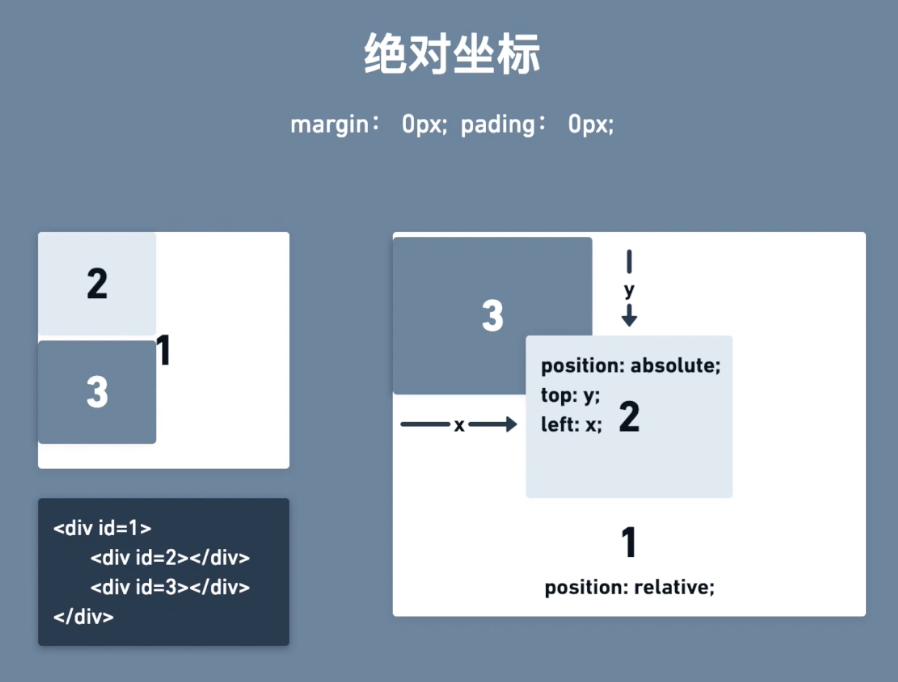 绝对坐标
margin： 0px; pading： 0px;
2
1
3
<div id=1>
<div id=2></div>
<div id=3></div>
</div>
3
y
position: absolute;
top: y;
left: x;
2
x
1
position: relative;